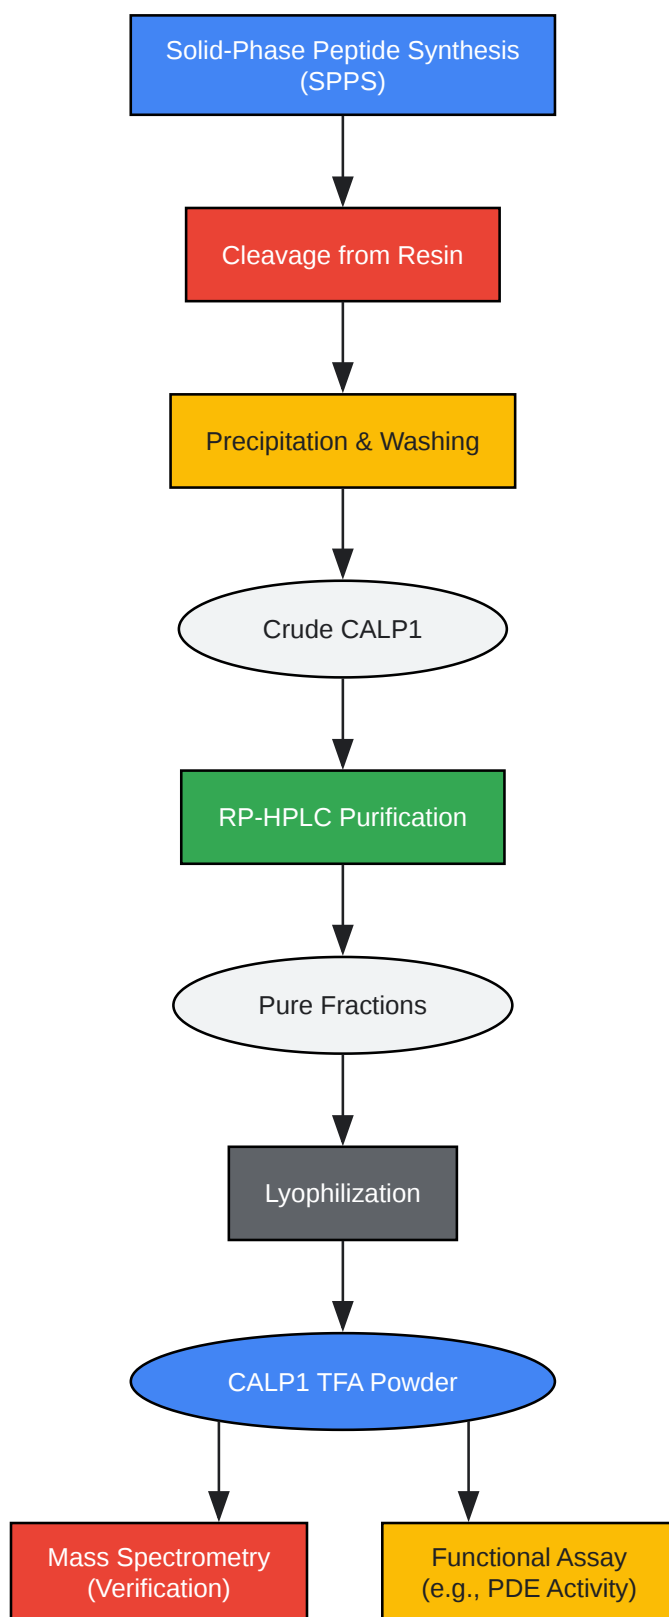 Solid-Phase Peptide Synthesis
(SPPS)
Cleavage from Resin
Precipitation & Washing
Crude CALP1
RP-HPLC Purification
Pure Fractions
Lyophilization
CALP1 TFA Powder
Mass Spectrometry
(Verification)
Functional Assay
(e.g., PDE Activity)